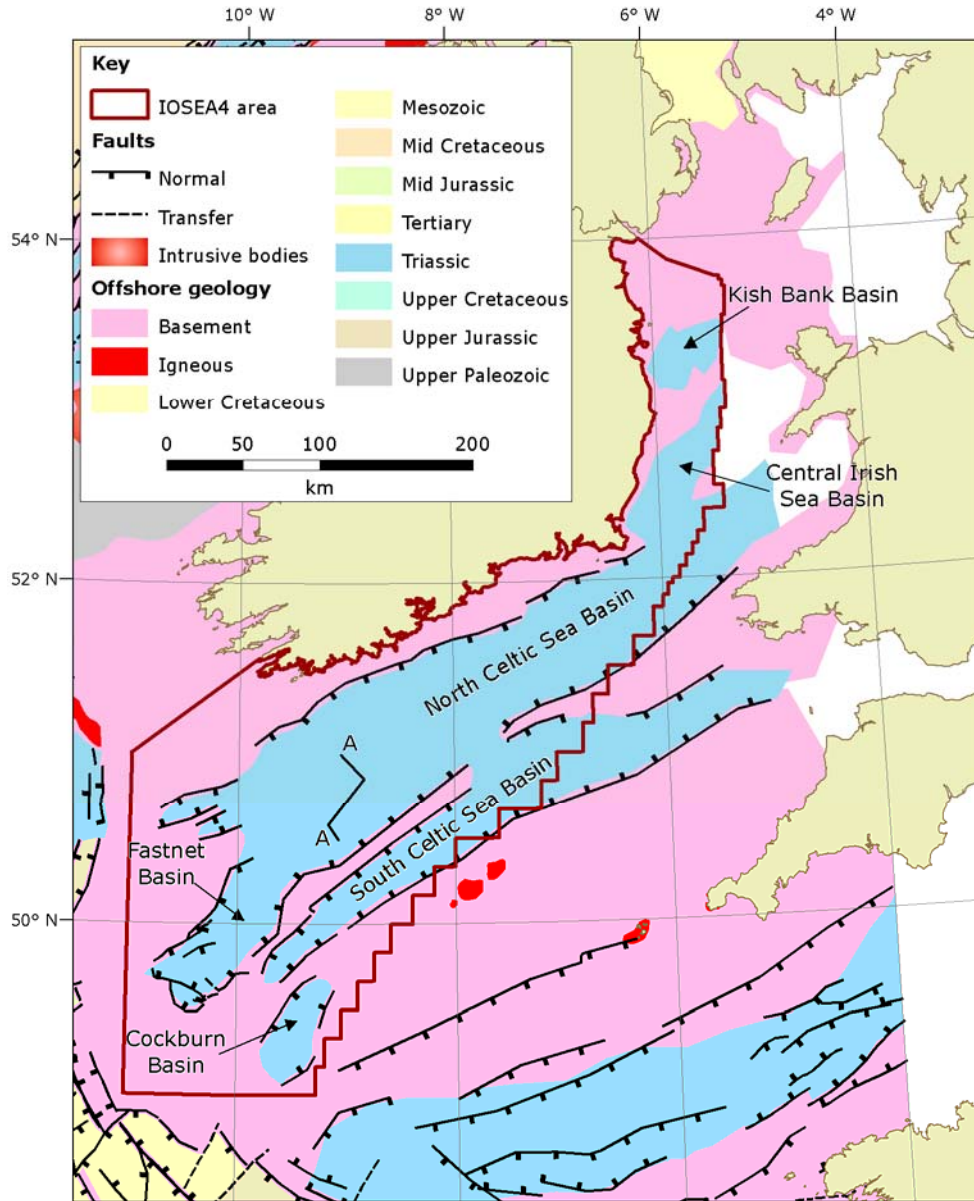 10° W
8° W
6° W
4° W
Key
IOSEA4 area
Faults
Normal
Transfer
Intrusive bodies
Offshore geology
Basement
Igneous
Lower Cretaceous
Mesozoic
Mid Cretaceous
Mid Jurassic
Tertiary
Triassic
Upper Cretaceous
Upper Jurassic
Upper Paleozoic
0 50 100 200
km
54° N
52° N
50° N
Kish Bank Basin
Central Irish
Sea Basin
North Celtic Sea Basin
A
A'
South Celtic Sea Basin
Fastnet
Basin
Cockburn
Basin